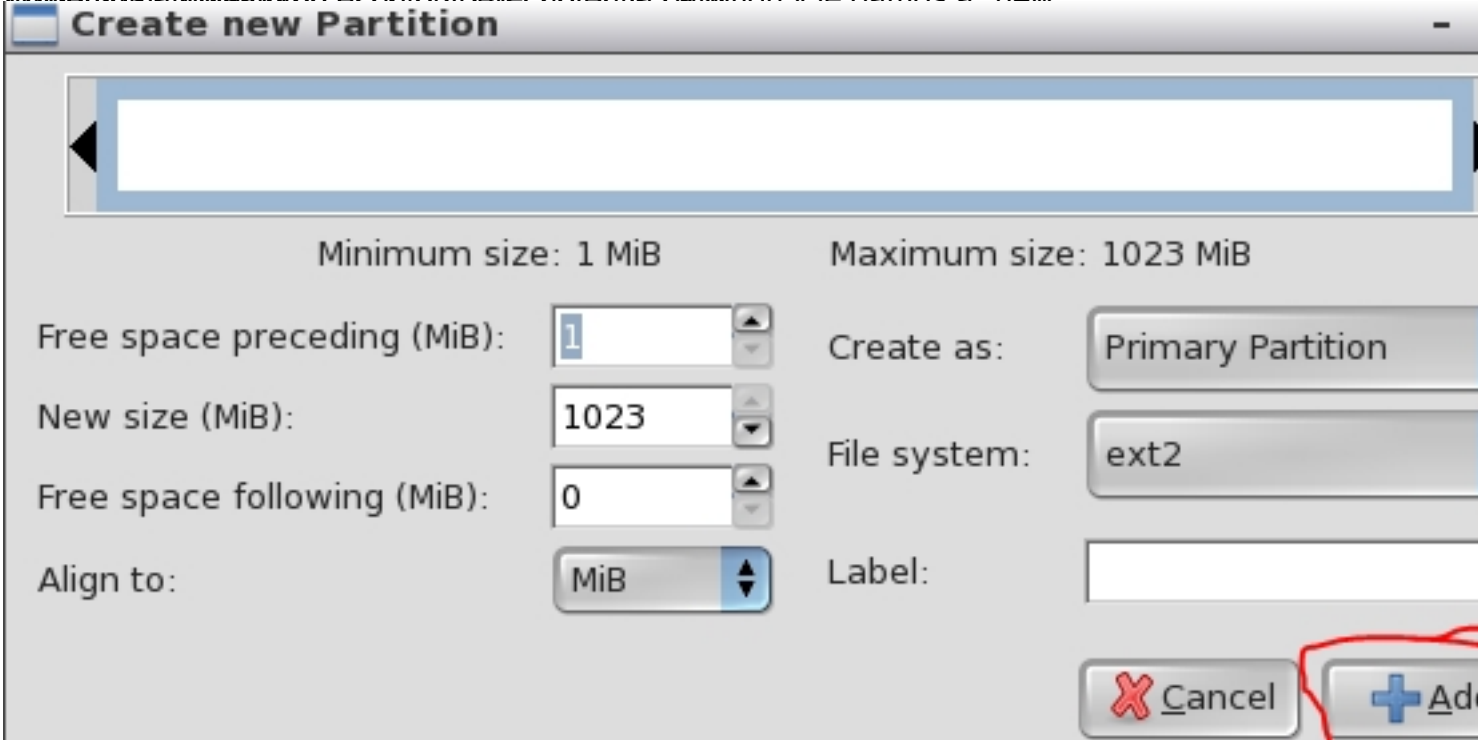 Create new Partition
Minimum size: 1 MiB
Maximum size: 1023 MiB
Free space preceding (MiB):
1
New size (MiB):
1023
Free space following (MiB):
0
Align to:
MiB
Create as:
Primary Partition
File system:
ext2
Label:
Cancel